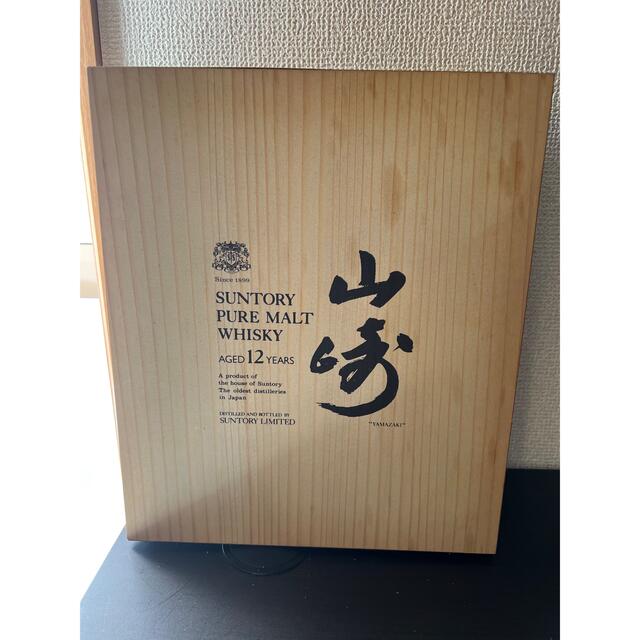 Since 1899
SUNTORY
PURE MALT
WHISKY
AGED 12 YEARS
A product of
the house of Suntory
The oldest distilleries
in Japan
DISTILLED AND BOTTLED BY
SUNTORY LIMITED
山崎
"YAMAZAKI"